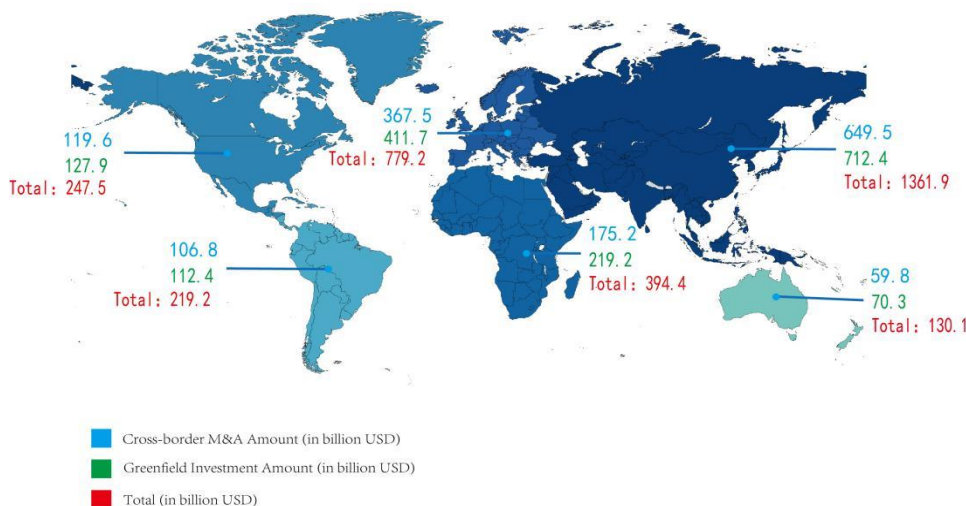 119.6
127.9
Total: 247.5
367.5
411.7
Total: 779.2
649.5
712.4
Total: 1361.9
106.8
112.4
Total: 219.2
175.2
219.2
Total: 394.4
59.8
70.3
Total: 130.1
Cross-border M&A Amount (in billion USD)
Greenfield Investment Amount (in billion USD)
Total (in billion USD)